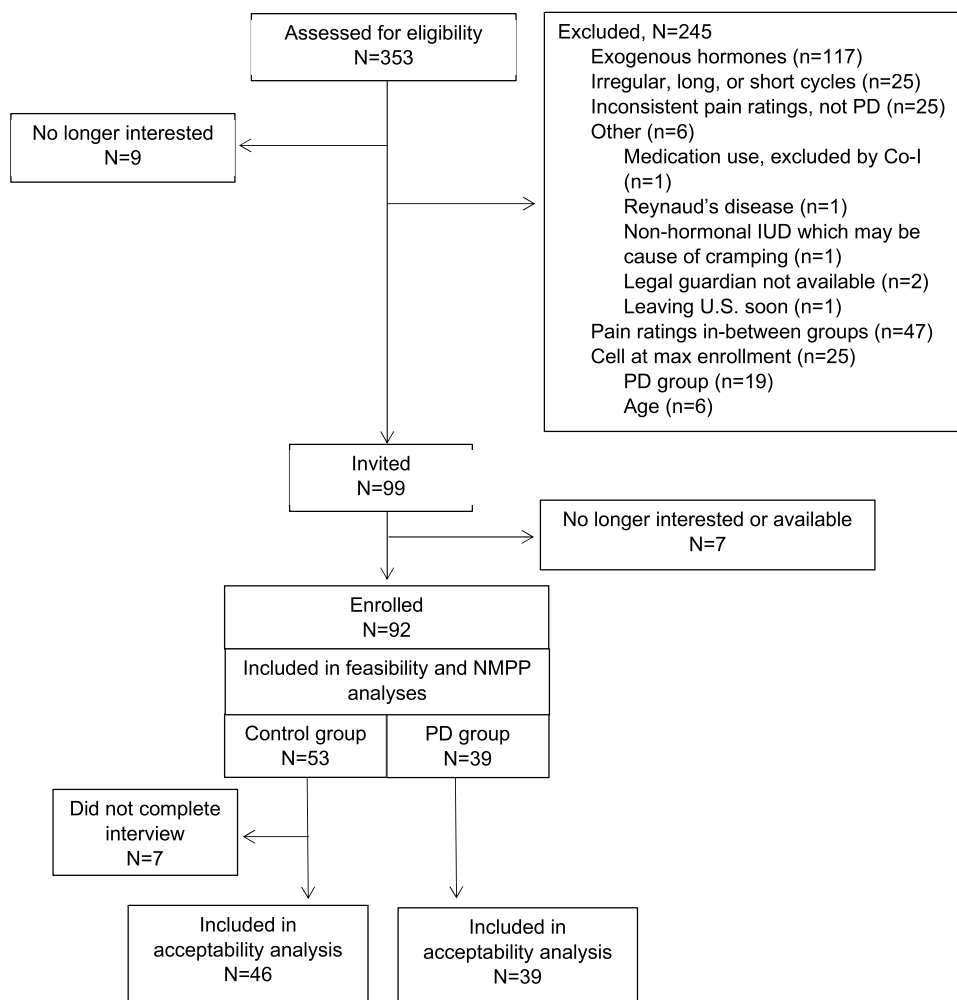 Assessed for eligibility
N=353
Excluded, N=245
Exogenous hormones (n=117)
Irregular, long, or short cycles (n=25)
Inconsistent pain ratings, not PD (n=25)
Other (n=6)
Medication use, excluded by Co-I
(n=1)
Reynaud’s disease (n=1)
Non-hormonal IUD which may be
cause of cramping (n=1)
Legal guardian not available (n=2)
Leaving U.S. soon (n=1)
Pain ratings in-between groups (n=47)
Cell at max enrollment (n=25)
PD group (n=19)
Age (n=6)
No longer interested
N=9
Invited
N=99
No longer interested or available
N=7
Enrolled
N=92
Included in feasibility and NMPP
analyses
Control group
N=53
PD group
N=39
Did not complete
interview
N=7
Included in
acceptability analysis
N=46
Included in
acceptability analysis
N=39